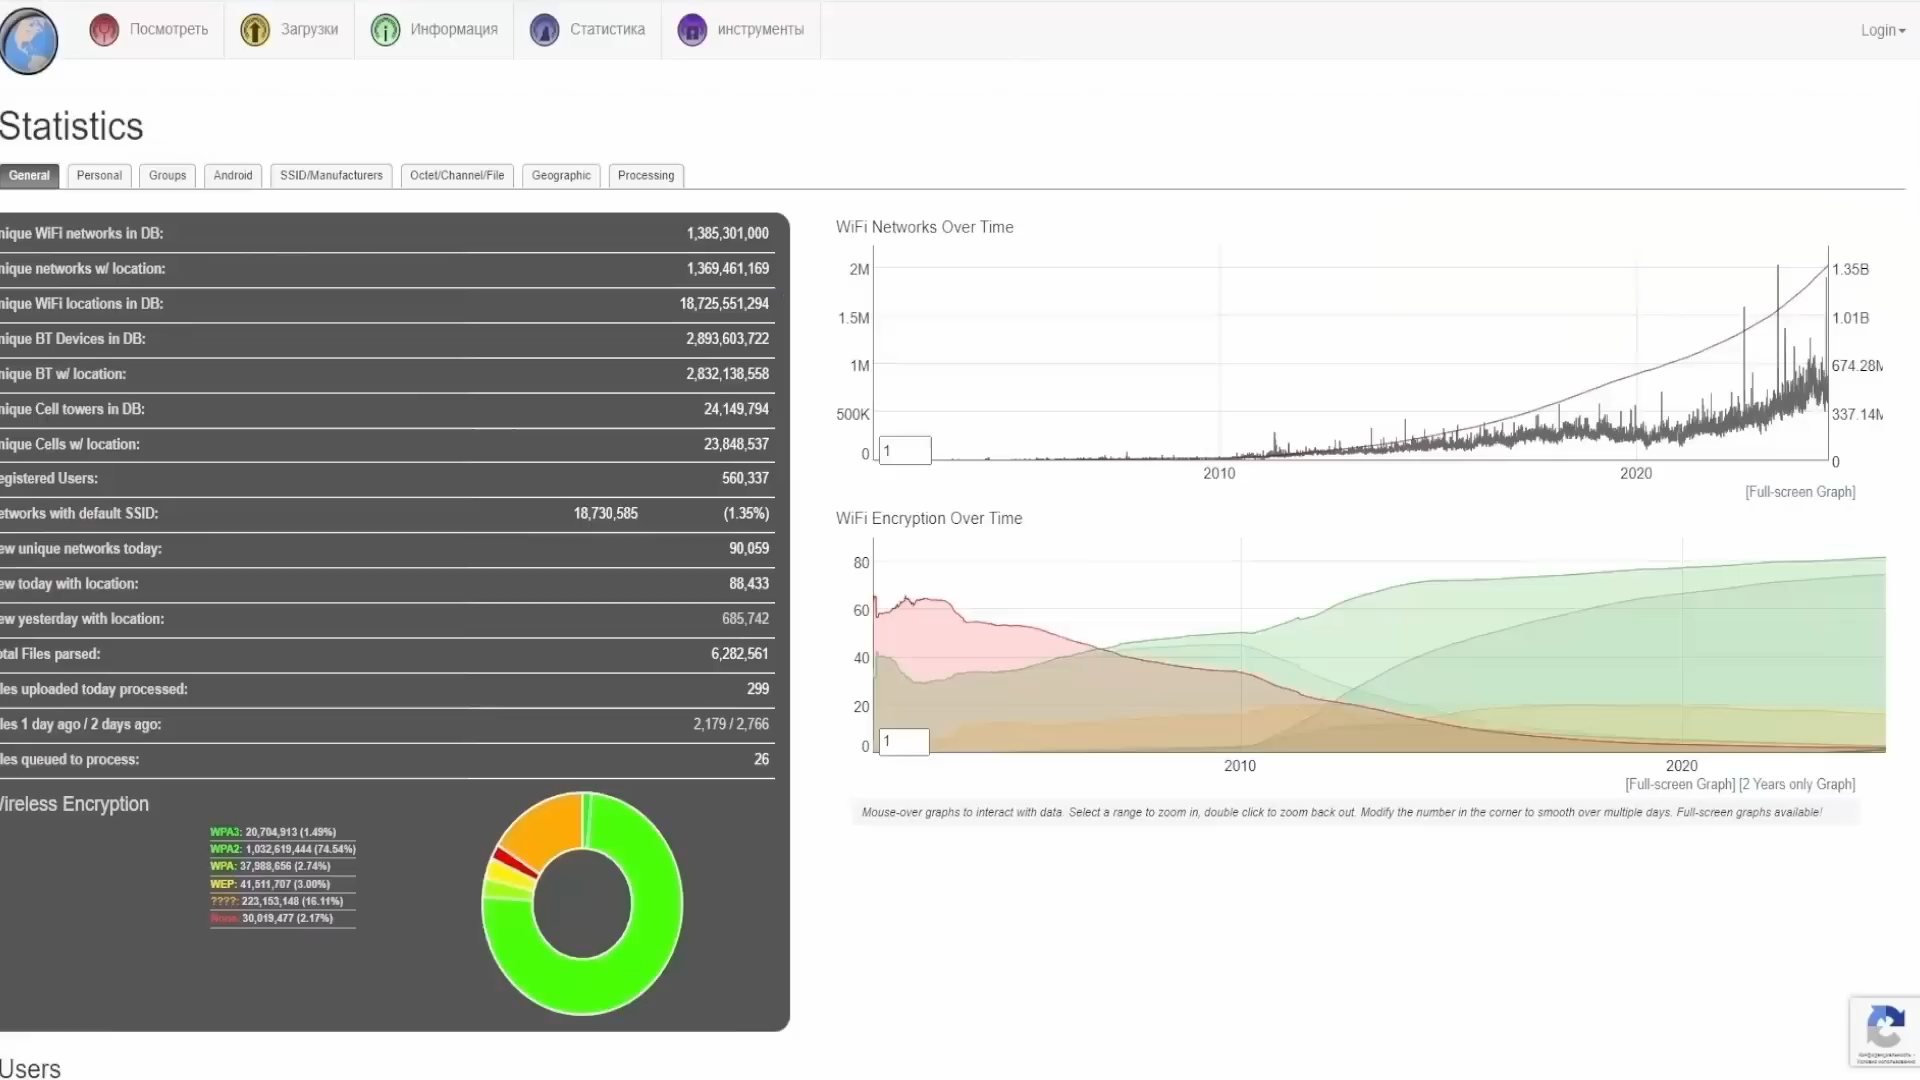 Посмотреть
Загрузки
Информация
Статистика
инструменты
Login
Statistics
General
Personal
Groups
Android
SSID/Manufacturers
Octet/Channel/File
Geographic
Processing
nique WiFi networks in DB: 1,385,301,000
nique networks w/ location: 1,369,461,169
nique WiFi locations in DB: 18,725,551,294
nique BT Devices in DB: 2,893,603,722
nique BT w/ location: 2,832,138,558
nique Cell towers in DB: 24,149,794
nique Cells w/ location: 23,848,537
egistered Users: 560,337
etworks with default SSID: 18,730,585 (1.35%)
ew unique networks today: 90,059
ew today with location: 88,433
ew yesterday with location: 685,742
otal Files parsed: 6,282,561
les uploaded today processed: 299
les 1 day ago / 2 days ago: 2,179 / 2,766
les queued to process: 26
ireless Encryption
WPA3: 20,704,913 (1.49%)
WPA2: 1,032,619,444 (74.54%)
WPA: 37,988,656 (2.74%)
WEP: 41,511,707 (3.00%)
????: 223,153,148 (16.11%)
None: 30,019,477 (2.17%)
Users
WiFi Networks Over Time
2M
1.5M
1M
500K
0
1
1.35B
1.01B
674.28M
337.14M
0
2010
2020
[Full-screen Graph]
WiFi Encryption Over Time
80
60
40
20
0
1
2010
2020
[Full-screen Graph] [2 Years only Graph]
Mouse-over graphs to interact with data. Select a range to zoom in, double click to zoom back out. Modify the number in the corner to smooth over multiple days. Full-screen graphs available!
Конфиденциальность -
Условия использования